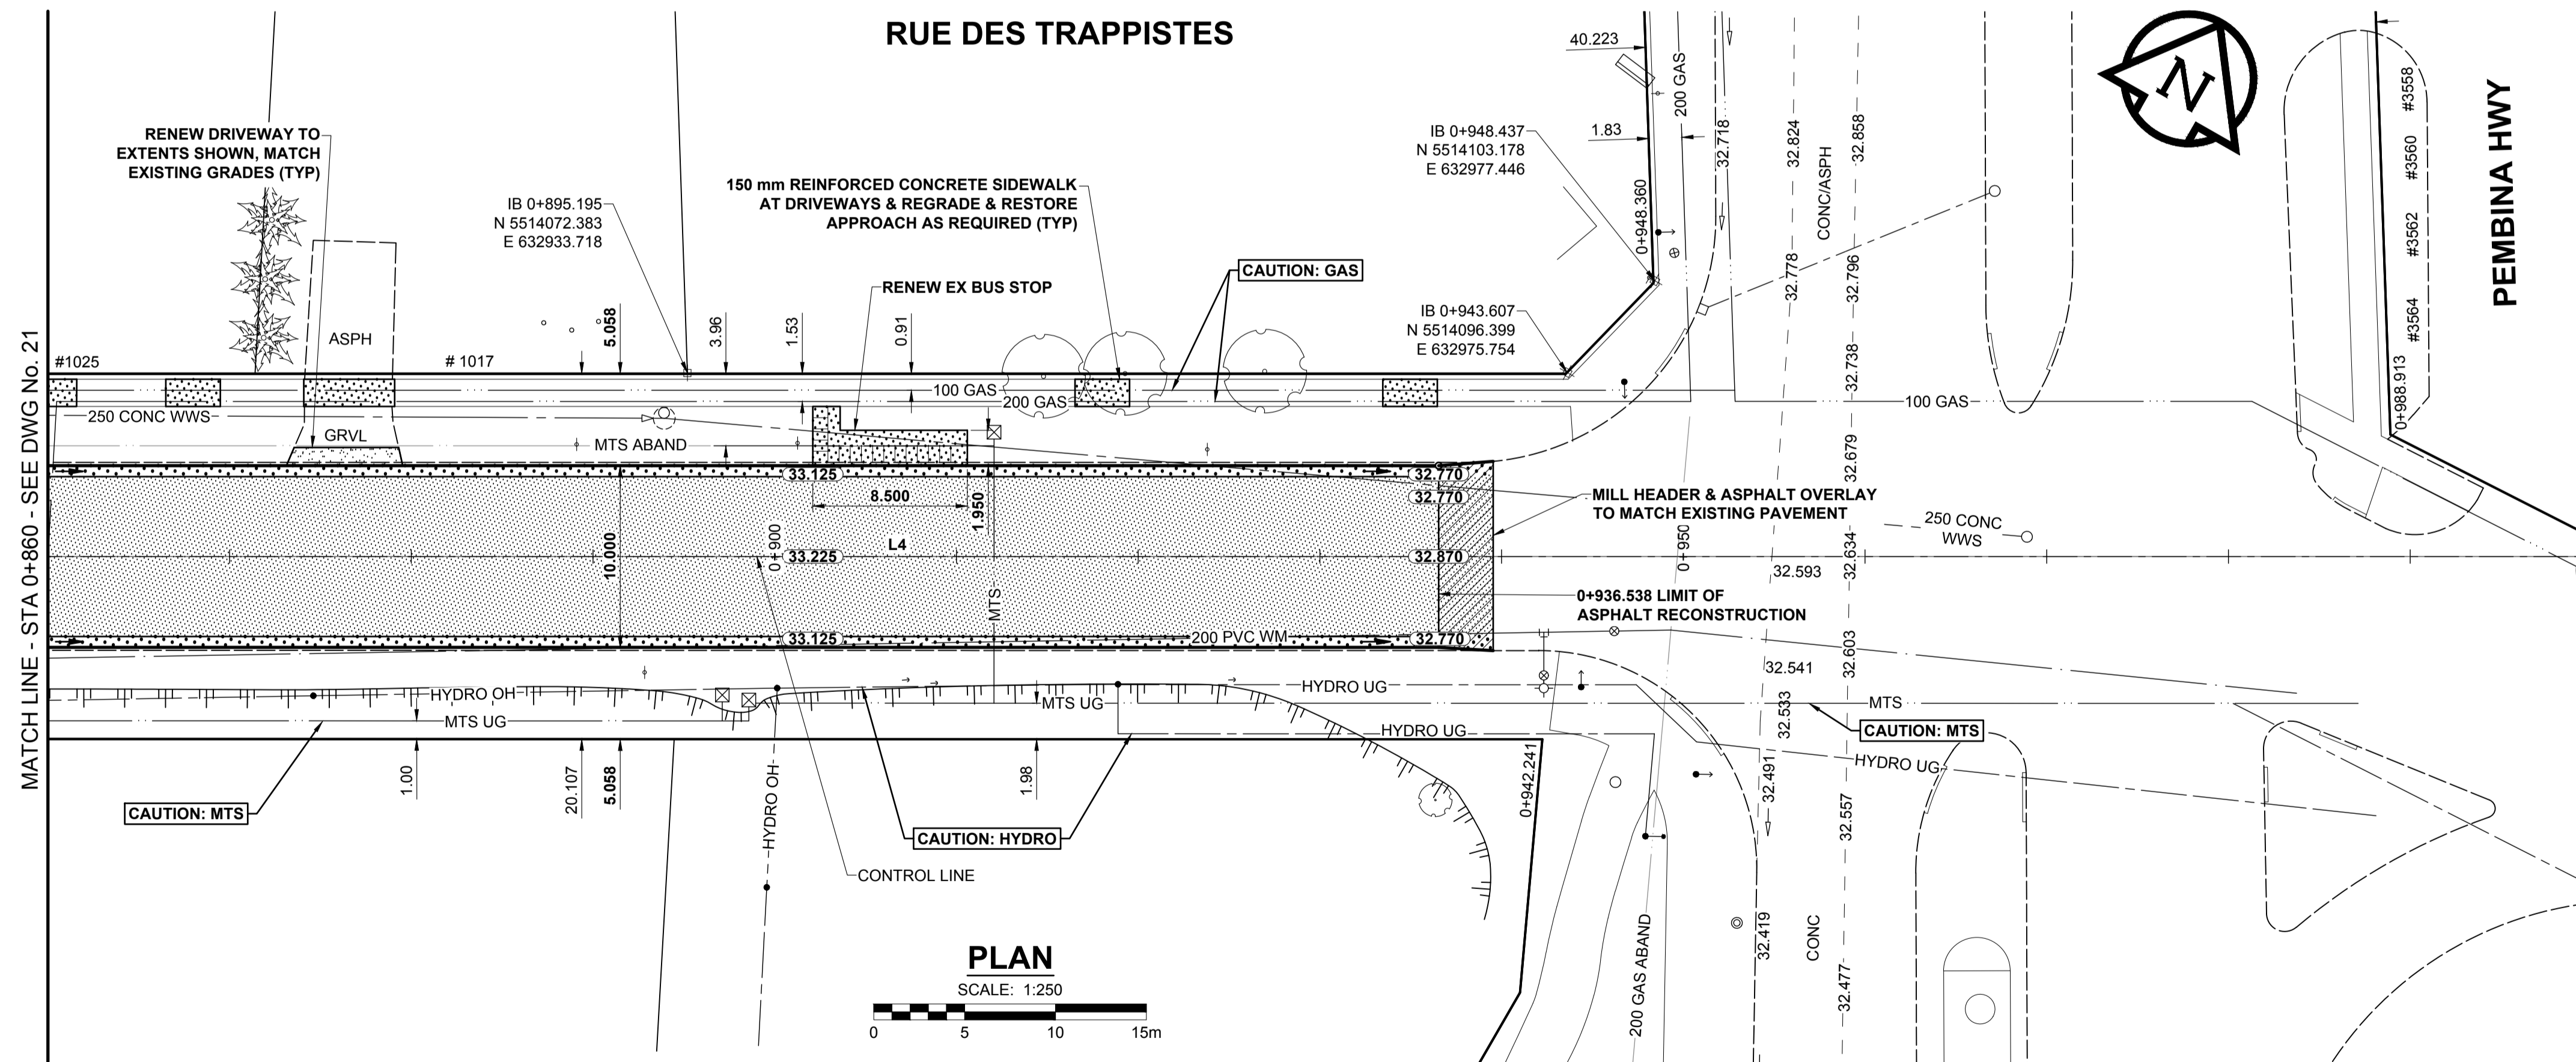 RUE DES TRAPPISTES
PEMBINA HWY
MATCH LINE - STA 0+860 - SEE DWG No. 21
N
RENEW DRIVEWAY TO
EXTENTS SHOWN, MATCH
EXISTING GRADES (TYP)
IB 0+895.195
N 5514072.383
E 632933.718
150 mm REINFORCED CONCRETE SIDEWALK
AT DRIVEWAYS & REGRADE & RESTORE
APPROACH AS REQUIRED (TYP)
RENEW EX BUS STOP
CAUTION: GAS
IB 0+948.437
N 5514103.178
E 632977.446
IB 0+943.607
N 5514096.399
E 632975.754
40.223
1.83
200 GAS
0+948.360
32.718
32.824
32.858
CONC/ASPH
32.778
32.796
32.738
32.679
#3558
#3560
#3562
#3564
0+988.913
#1025
ASPH
# 1017
5.058
3.96
1.53
0.91
100 GAS
200 GAS
100 GAS
250 CONC WWS
GRVL
MTS ABAND
33.125
8.500
1.950
32.770
32.770
MILL HEADER & ASPHALT OVERLAY
TO MATCH EXISTING PAVEMENT
250 CONC
WWS
10.000
0+900
33.225
L4
32.870
0+950
32.593
32.634
MTS
0+936.538 LIMIT OF
ASPHALT RECONSTRUCTION
33.125
200 PVC WM
32.770
32.603
32.541
HYDRO OH
MTS UG
MTS UG
HYDRO UG
HYDRO UG
MTS
32.533
CAUTION: MTS
HYDRO UG
CAUTION: MTS
1.00
20.107
5.058
HYDRO OH
1.98
CAUTION: HYDRO
CONTROL LINE
0+942.241
32.491
32.557
32.419
CONC
32.477
200 GAS ABAND
PLAN
SCALE: 1:250
0 5 10 15m